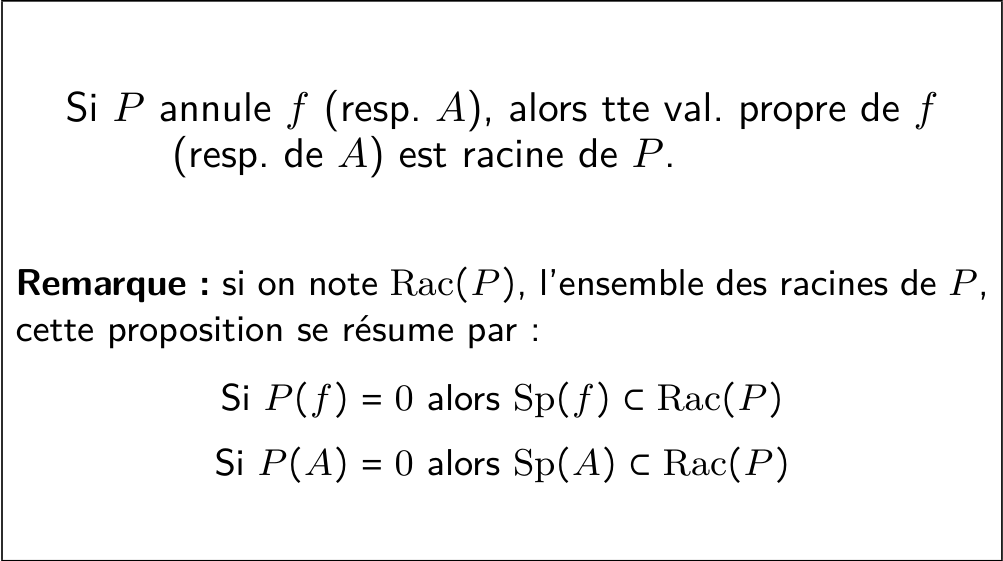 Si P annule f (resp. A), alors tte val. propre de f
(resp. de A) est racine de P.
Remarque : si on note Rac(P), l'ensemble des racines de P,
cette proposition se résume par :
Si P(f) = 0 alors Sp(f) ⊂ Rac(P)
Si P(A) = 0 alors Sp(A) ⊂ Rac(P)